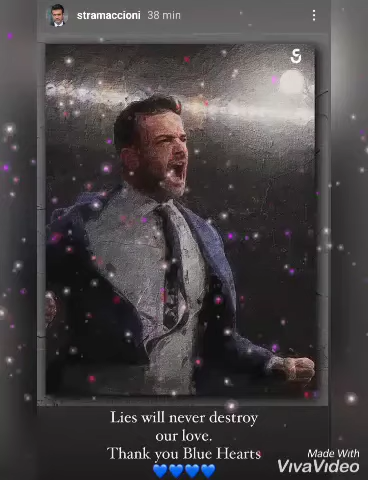 stramaccioni 38 min
Lies will never destroy
our love.
Thank you Blue Hearts
💙💙💙💙
Made With
VivaVideo